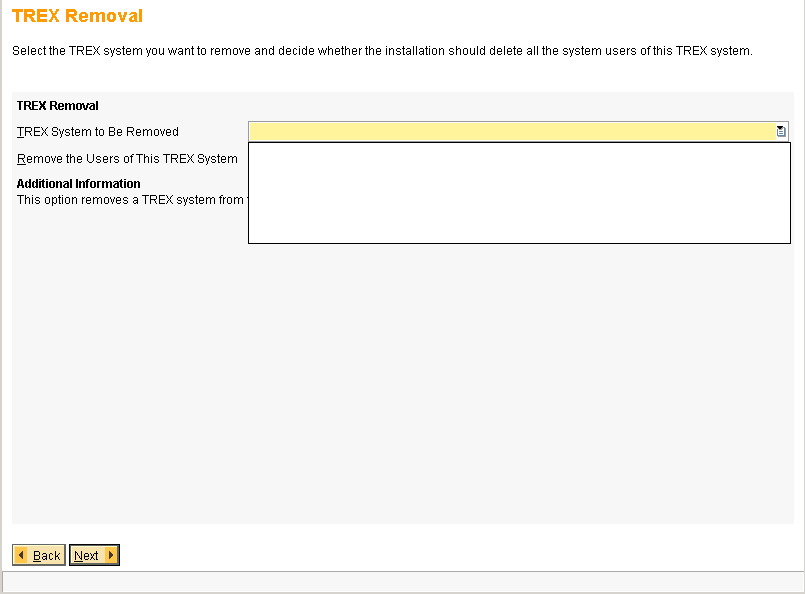 TREX Removal
Select the TREX system you want to remove and decide whether the installation should delete all the system users of this TREX system.
TREX Removal
TREX System to Be Removed
Remove the Users of This TREX System
Additional Information
This option removes a TREX system from
Back
Next